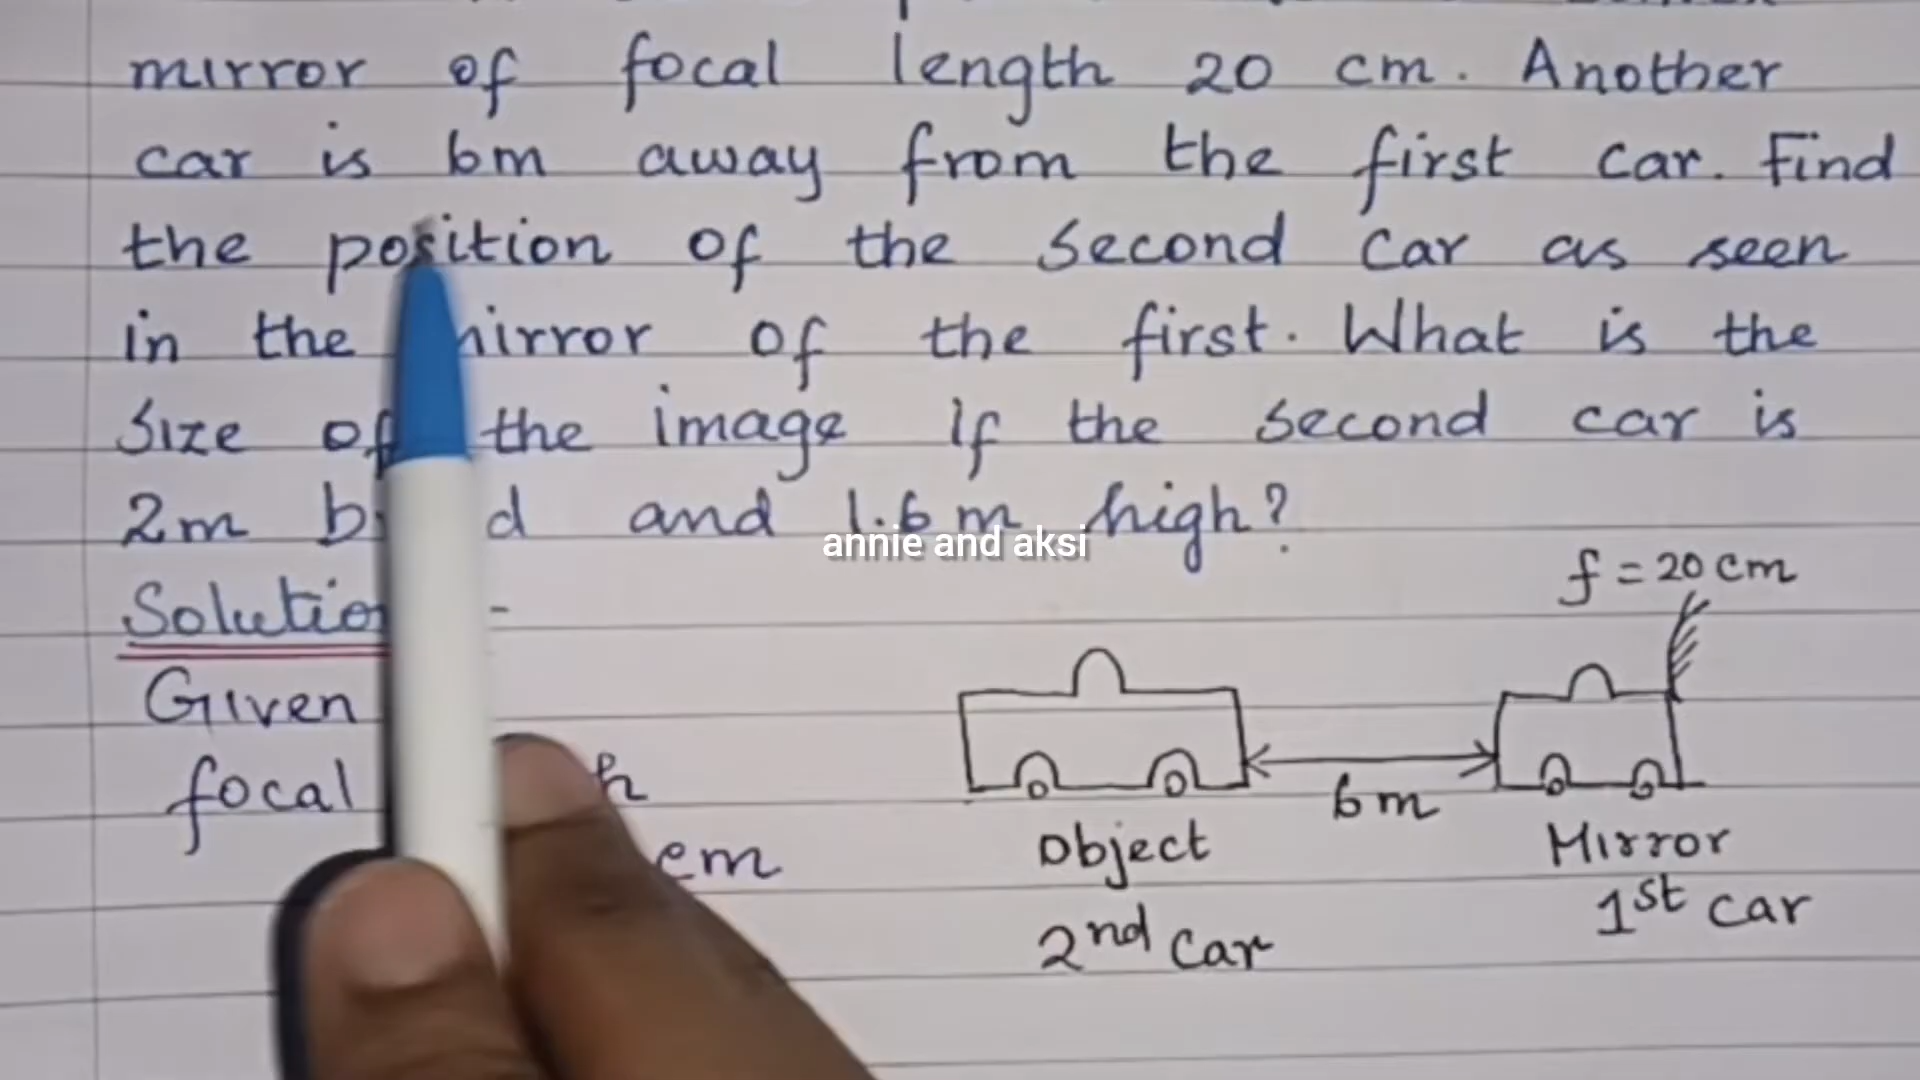 mirror of focal length 20 cm. Another
car is 6m away from the first car. Find
the position of the second car as seen
in the mirror of the first. What is the
size of the image if the second car is
2m and 1.6 m high?
annie and aksi
f = 20 cm
Solution -
Given
focal
cm
6 m
Object
2nd car
Mirror
1st car